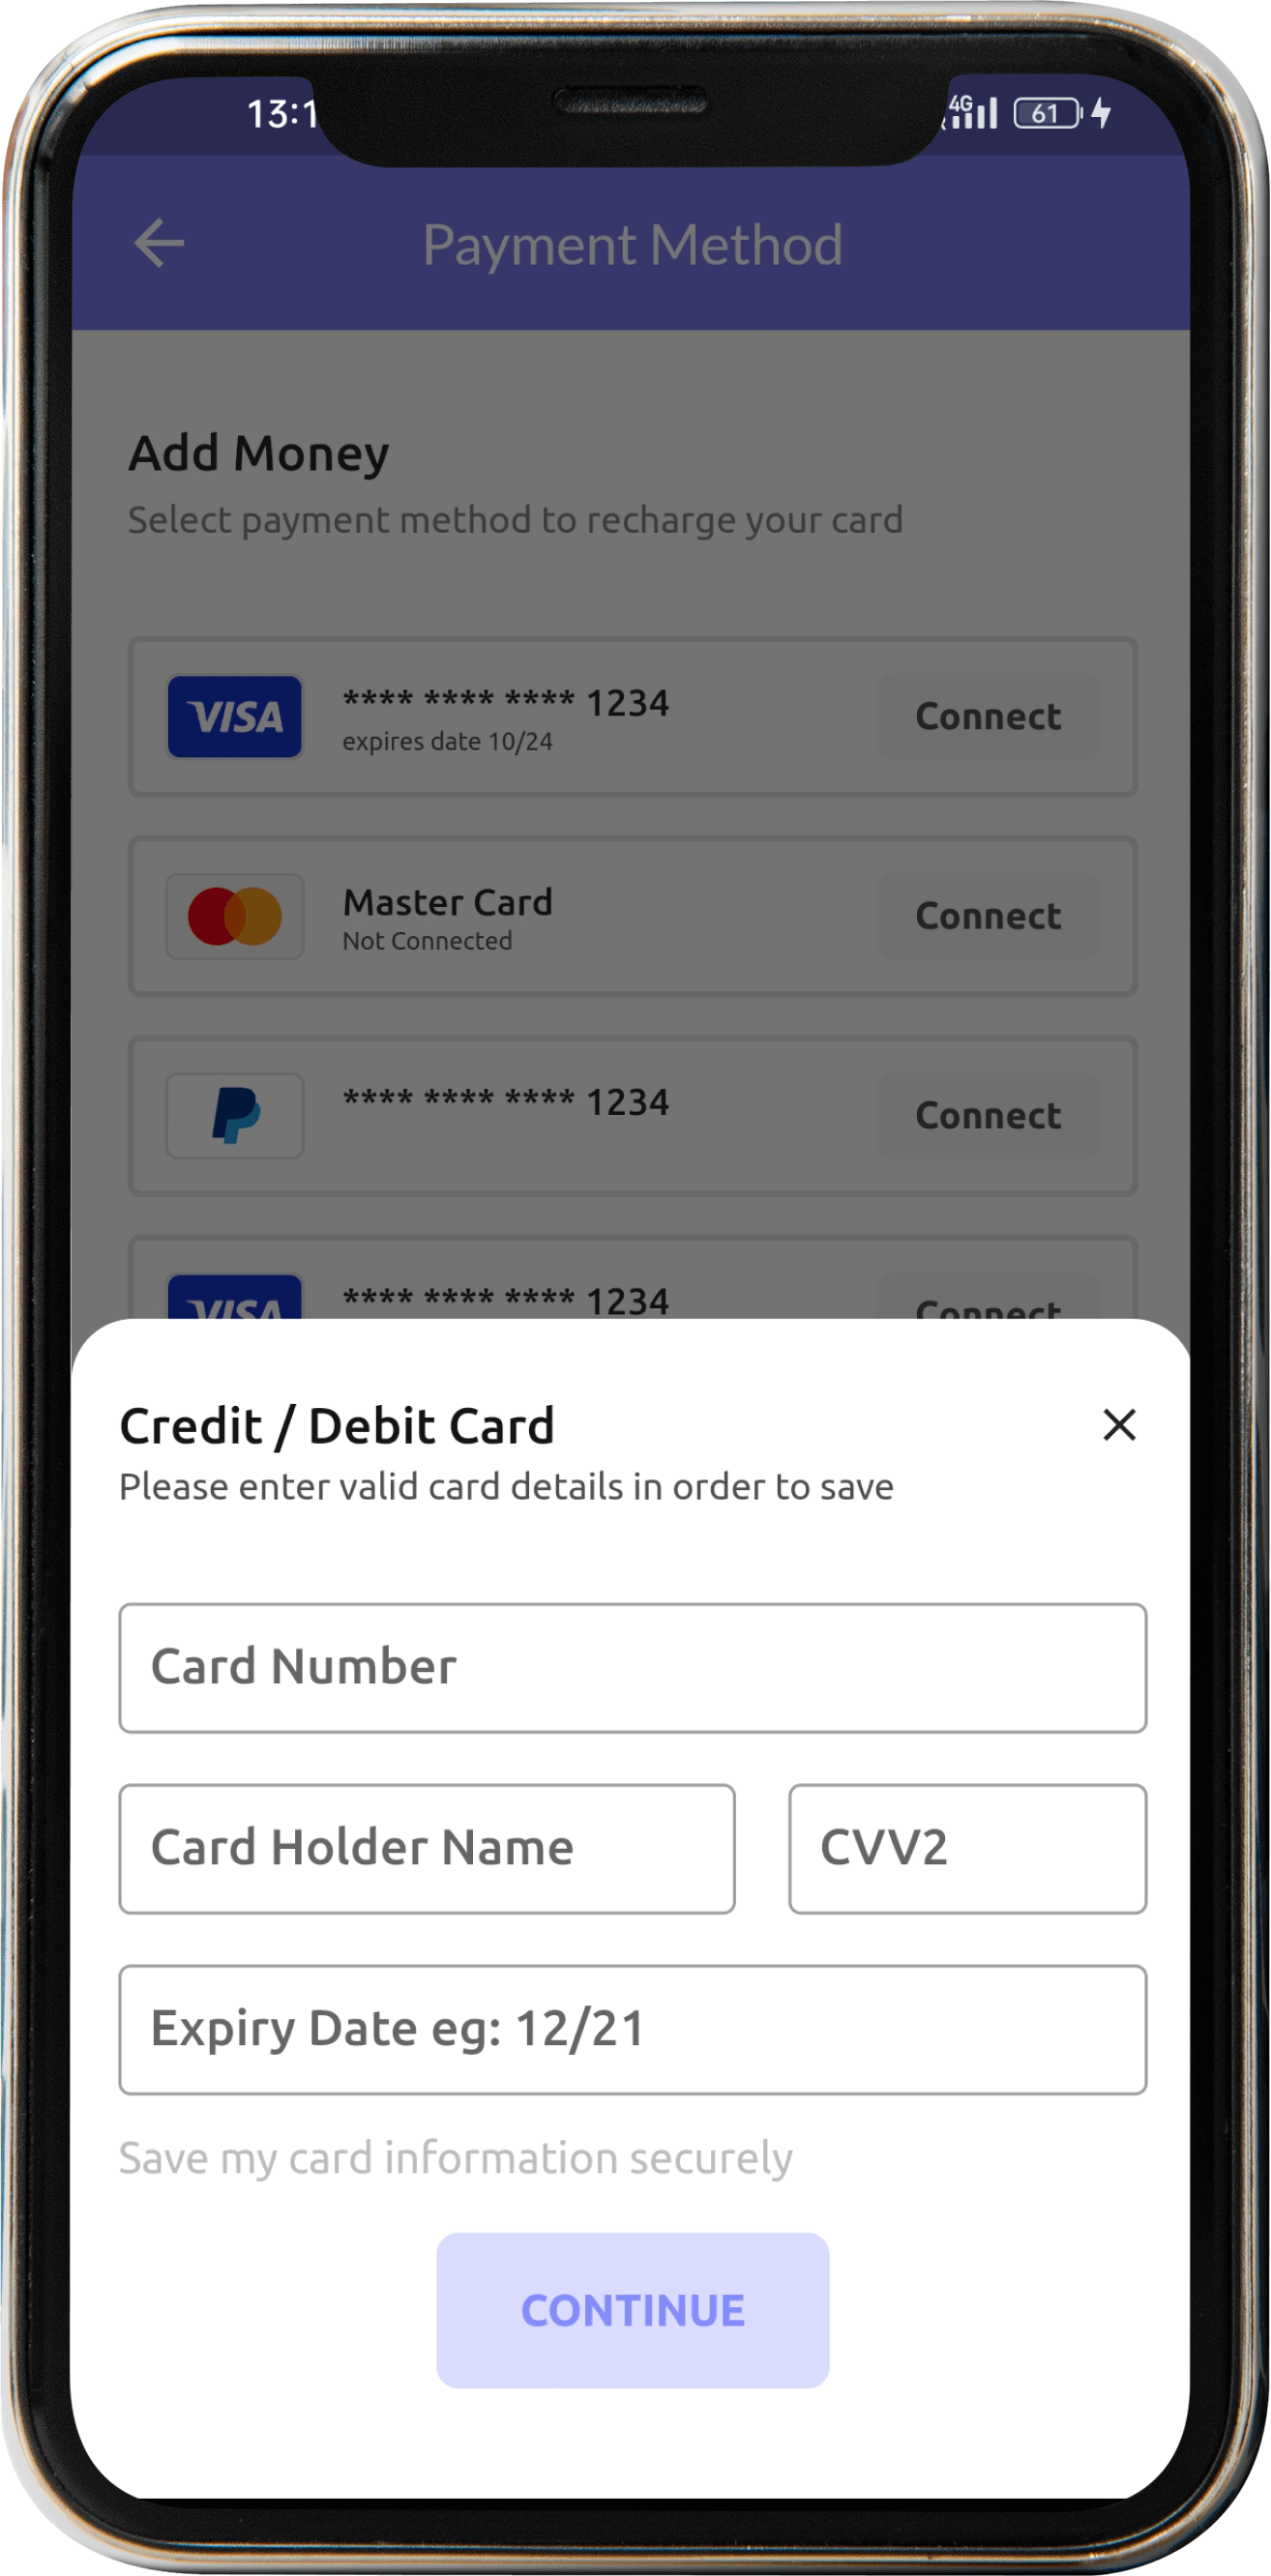 13:1
4G 61
Payment Method
Add Money
Select payment method to recharge your card
VISA **** **** **** 1234 Connect
expires date 10/24
Master Card Connect
Not Connected
**** **** **** 1234 Connect
VISA **** **** **** 1234 Connect
Credit / Debit Card
Please enter valid card details in order to save
Card Number
Card Holder Name CVV2
Expiry Date eg: 12/21
Save my card information securely
CONTINUE